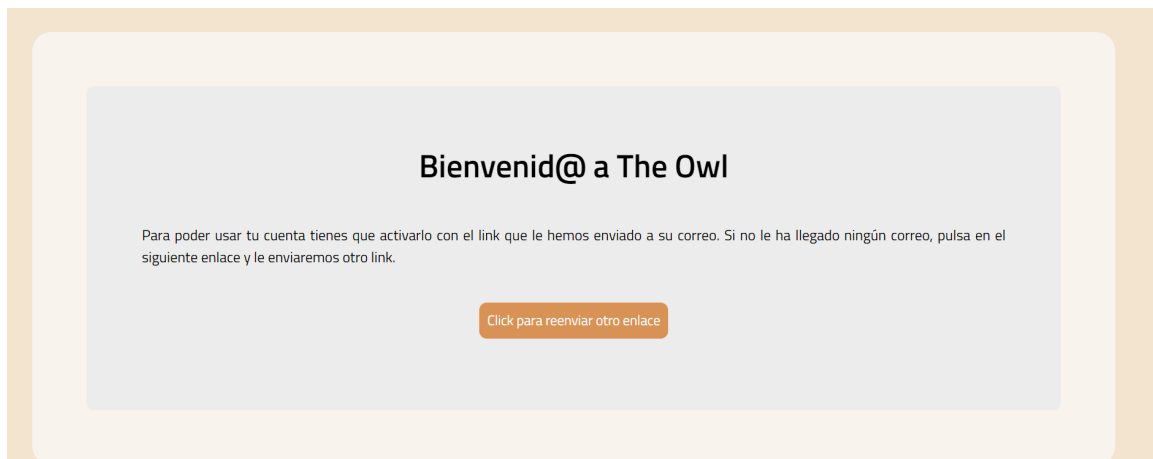 Bienvenid@ a The Owl
Para poder usar tu cuenta tienes que activarlo con el link que le hemos enviado a su correo. Si no le ha llegado ningún correo, pulsa en el
siguiente enlace y le enviaremos otro link.
Click para reenviar otro enlace